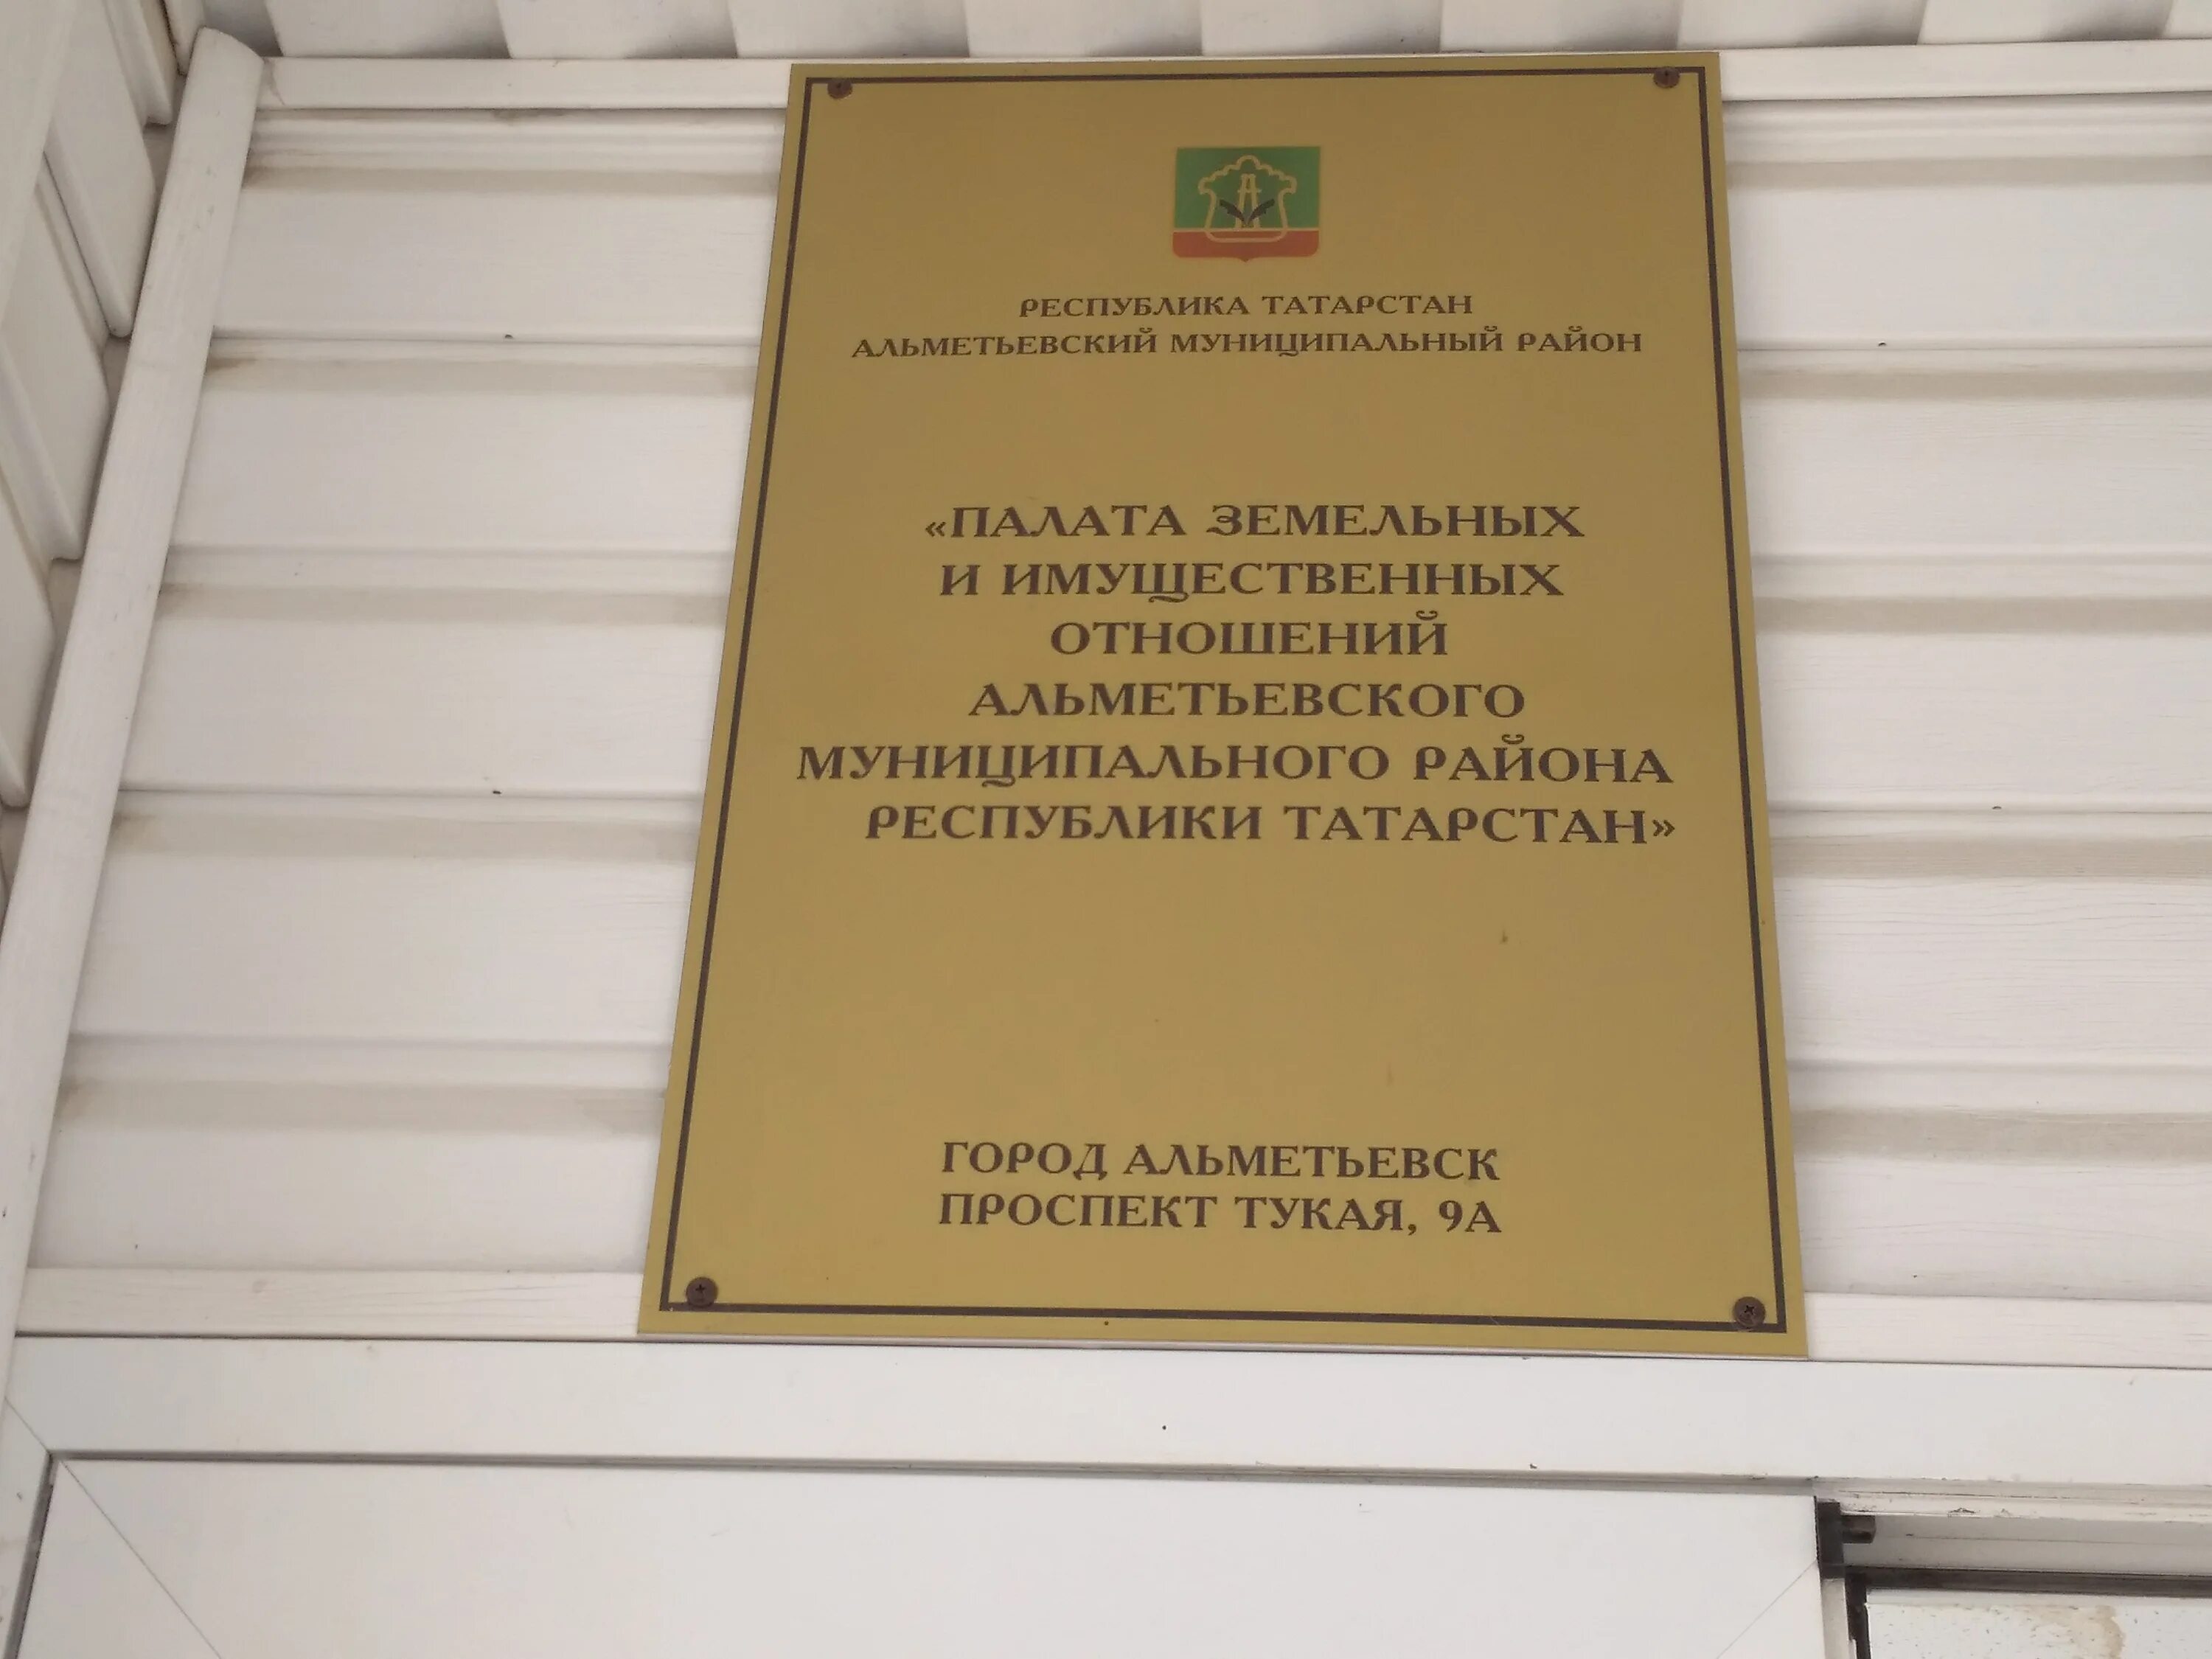 РЕСПУБЛИКА ТАТАРСТАН
АЛЬМЕТЬЕВСКИЙ МУНИЦИПАЛЬНЫЙ РАЙОН
«ПАЛАТА ЗЕМЕЛЬНЫХ
И ИМУЩЕСТВЕННЫХ
ОТНОШЕНИЙ
АЛЬМЕТЬЕВСКОГО
МУНИЦИПАЛЬНОГО РАЙОНА
РЕСПУБЛИКИ ТАТАРСТАН»
ГОРОД АЛЬМЕТЬЕВСК
ПРОСПЕКТ ТУКАЯ, 9А